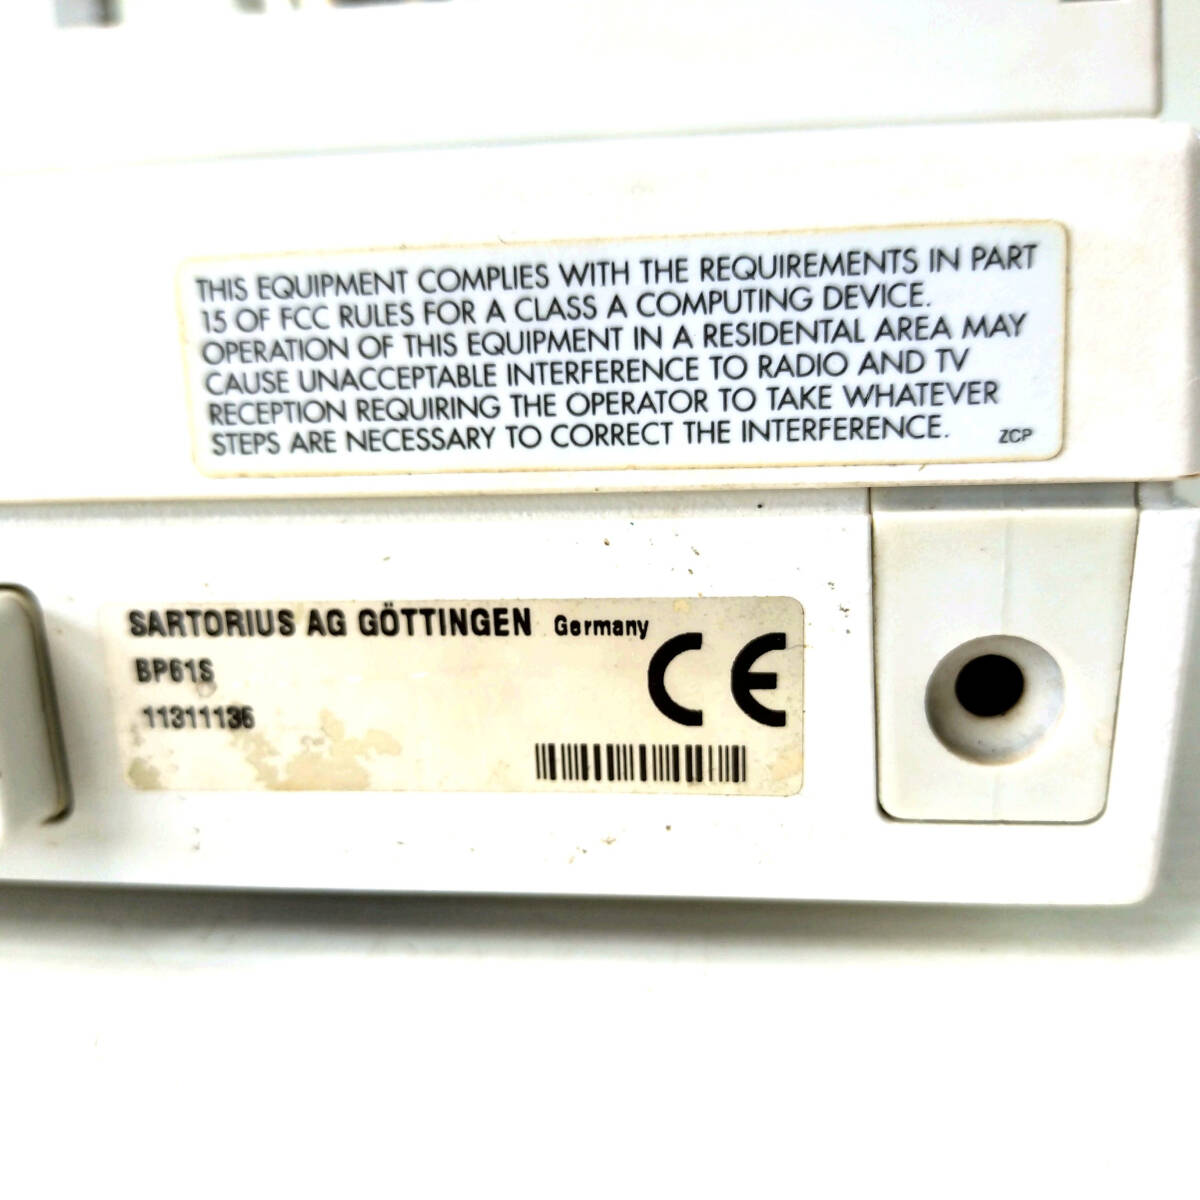 THIS EQUIPMENT COMPLIES WITH THE REQUIREMENTS IN PART
15 OF FCC RULES FOR A CLASS A COMPUTING DEVICE.
OPERATION OF THIS EQUIPMENT IN A RESIDENTAL AREA MAY
CAUSE UNACCEPTABLE INTERFERENCE TO RADIO AND TV
RECEPTION REQUIRING THE OPERATOR TO TAKE WHATEVER
STEPS ARE NECESSARY TO CORRECT THE INTERFERENCE. ZCP
SARTORIUS AG GÖTTINGEN Germany
BP61S
11311136
CE